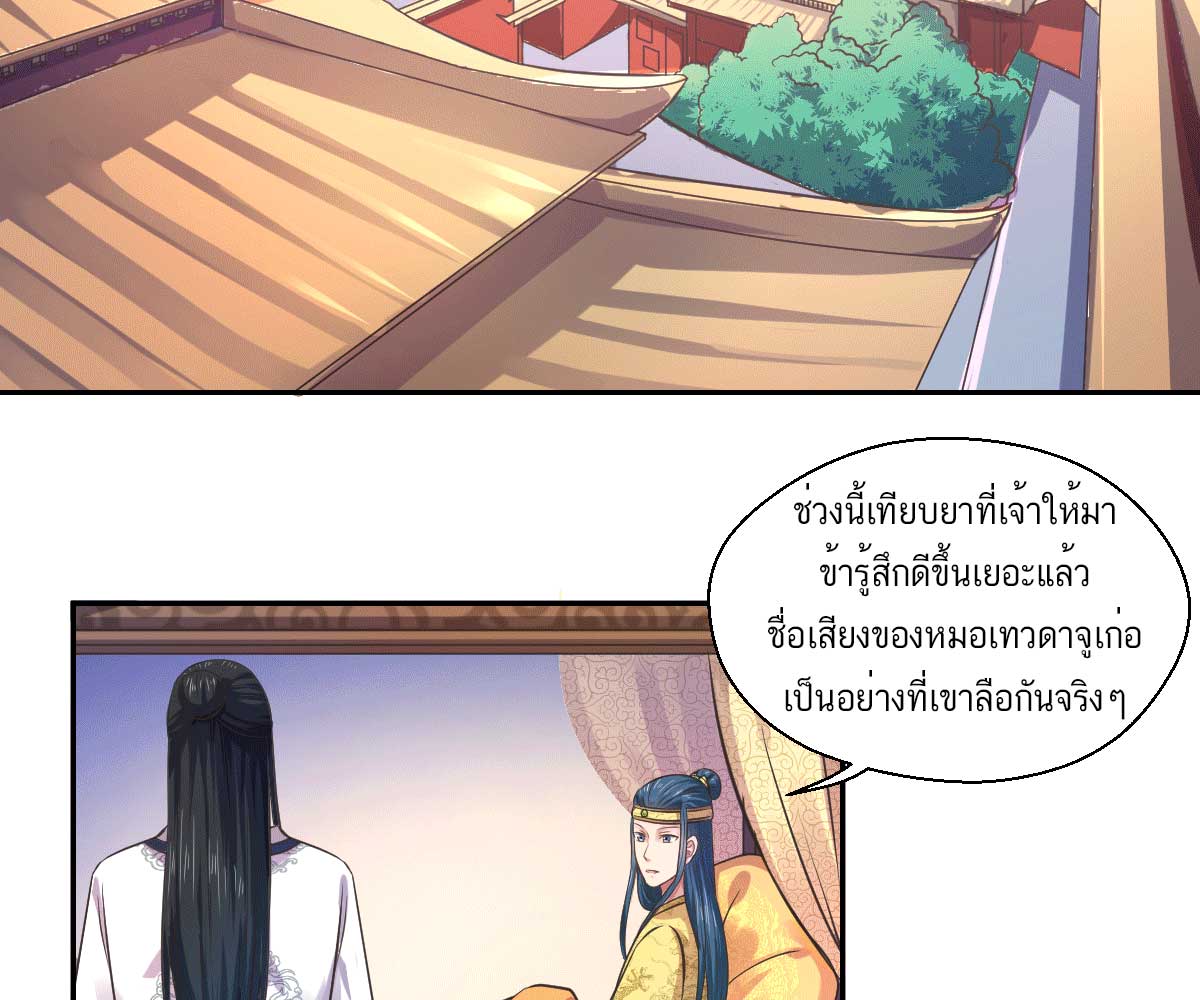 ช่วงนี้เทียบยาที่เจ้าให้มา
ข้ารู้สึกดีขึ้นเยอะแล้ว
ชื่อเสียงของหมอเทวดาจูเก่อ
เป็นอย่างที่เขาลือกันจริงๆ